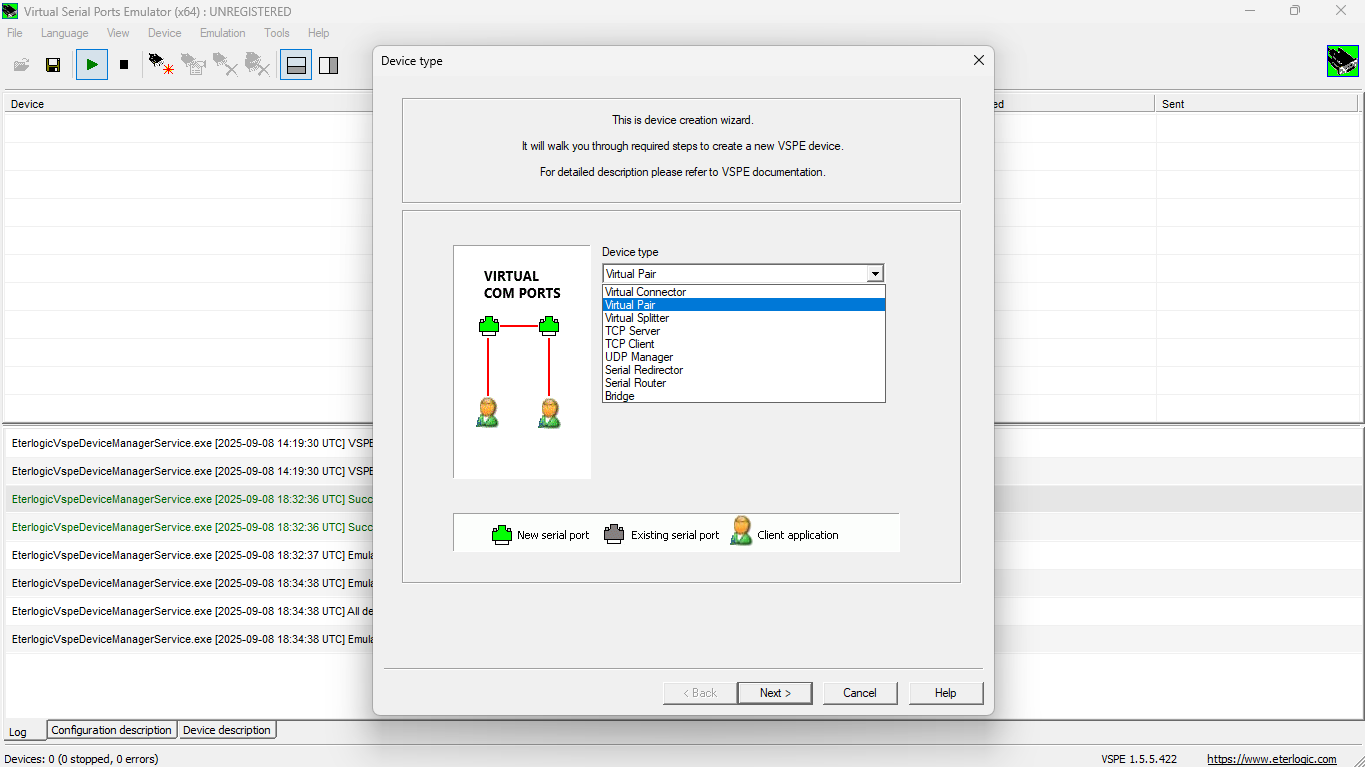 Virtual Serial Ports Emulator (x64) : UNREGISTERED
File Language View Device Emulation Tools Help
Device type
Device
Sent
This is device creation wizard.
It will walk you through required steps to create a new VSPE device.
For detailed description please refer to VSPE documentation.
Device type
Virtual Pair
VIRTUAL
COM PORTS
Virtual Connector
Virtual Pair
Virtual Splitter
TCP Server
TCP Client
UDP Manager
Serial Redirector
Serial Router
Bridge
New serial port Existing serial port Client application
< Back Next > Cancel Help
EterlogicVspeDeviceManagerService.exe [2025-09-08 14:19:30 UTC] VSPE
EterlogicVspeDeviceManagerService.exe [2025-09-08 14:19:30 UTC] VSPE
EterlogicVspeDeviceManagerService.exe [2025-09-08 18:32:36 UTC] Succ
EterlogicVspeDeviceManagerService.exe [2025-09-08 18:32:36 UTC] Succ
EterlogicVspeDeviceManagerService.exe [2025-09-08 18:32:37 UTC] Emula
EterlogicVspeDeviceManagerService.exe [2025-09-08 18:34:38 UTC] Emula
EterlogicVspeDeviceManagerService.exe [2025-09-08 18:34:38 UTC] All de
EterlogicVspeDeviceManagerService.exe [2025-09-08 18:34:38 UTC] Emula
Log Configuration description Device description
Devices: 0 (0 stopped, 0 errors) VSPE 1.5.5.422 https://www.eterlogic.com